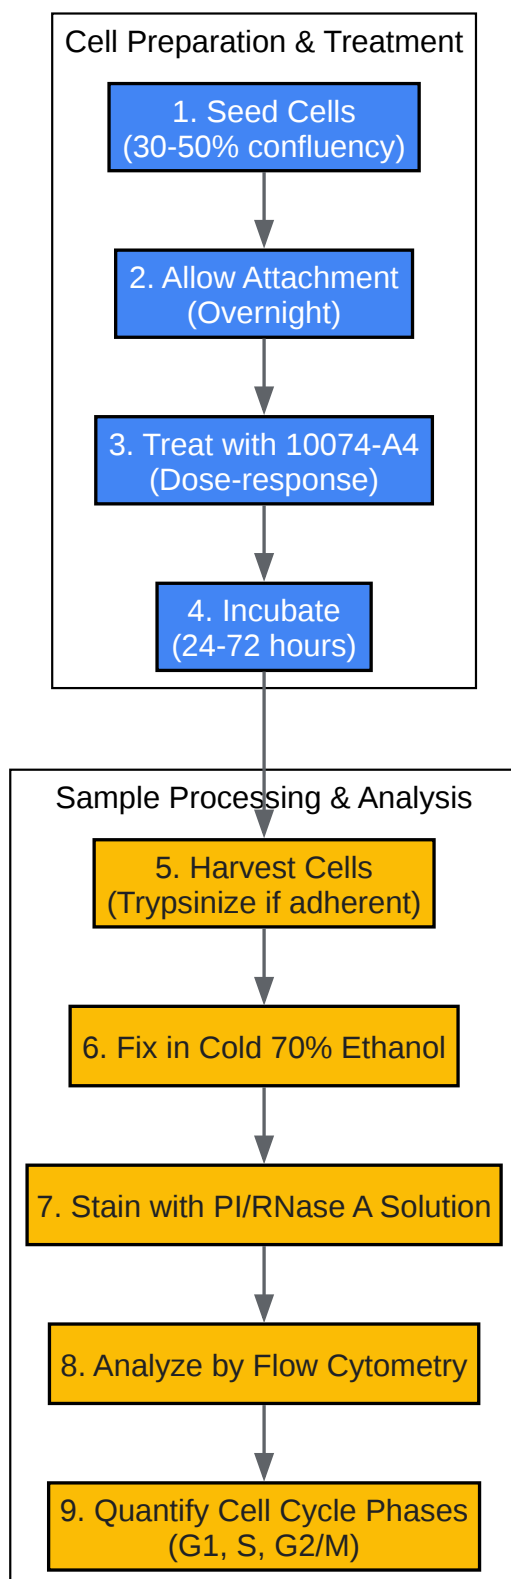 Cell Preparation & Treatment
1. Seed Cells
(30-50% confluency)
2. Allow Attachment
(Overnight)
3. Treat with 10074-A4
(Dose-response)
4. Incubate
(24-72 hours)
Sample Processing & Analysis
5. Harvest Cells
(Trypsinize if adherent)
6. Fix in Cold 70% Ethanol
7. Stain with PI/RNase A Solution
8. Analyze by Flow Cytometry
9. Quantify Cell Cycle Phases
(G1, S, G2/M)